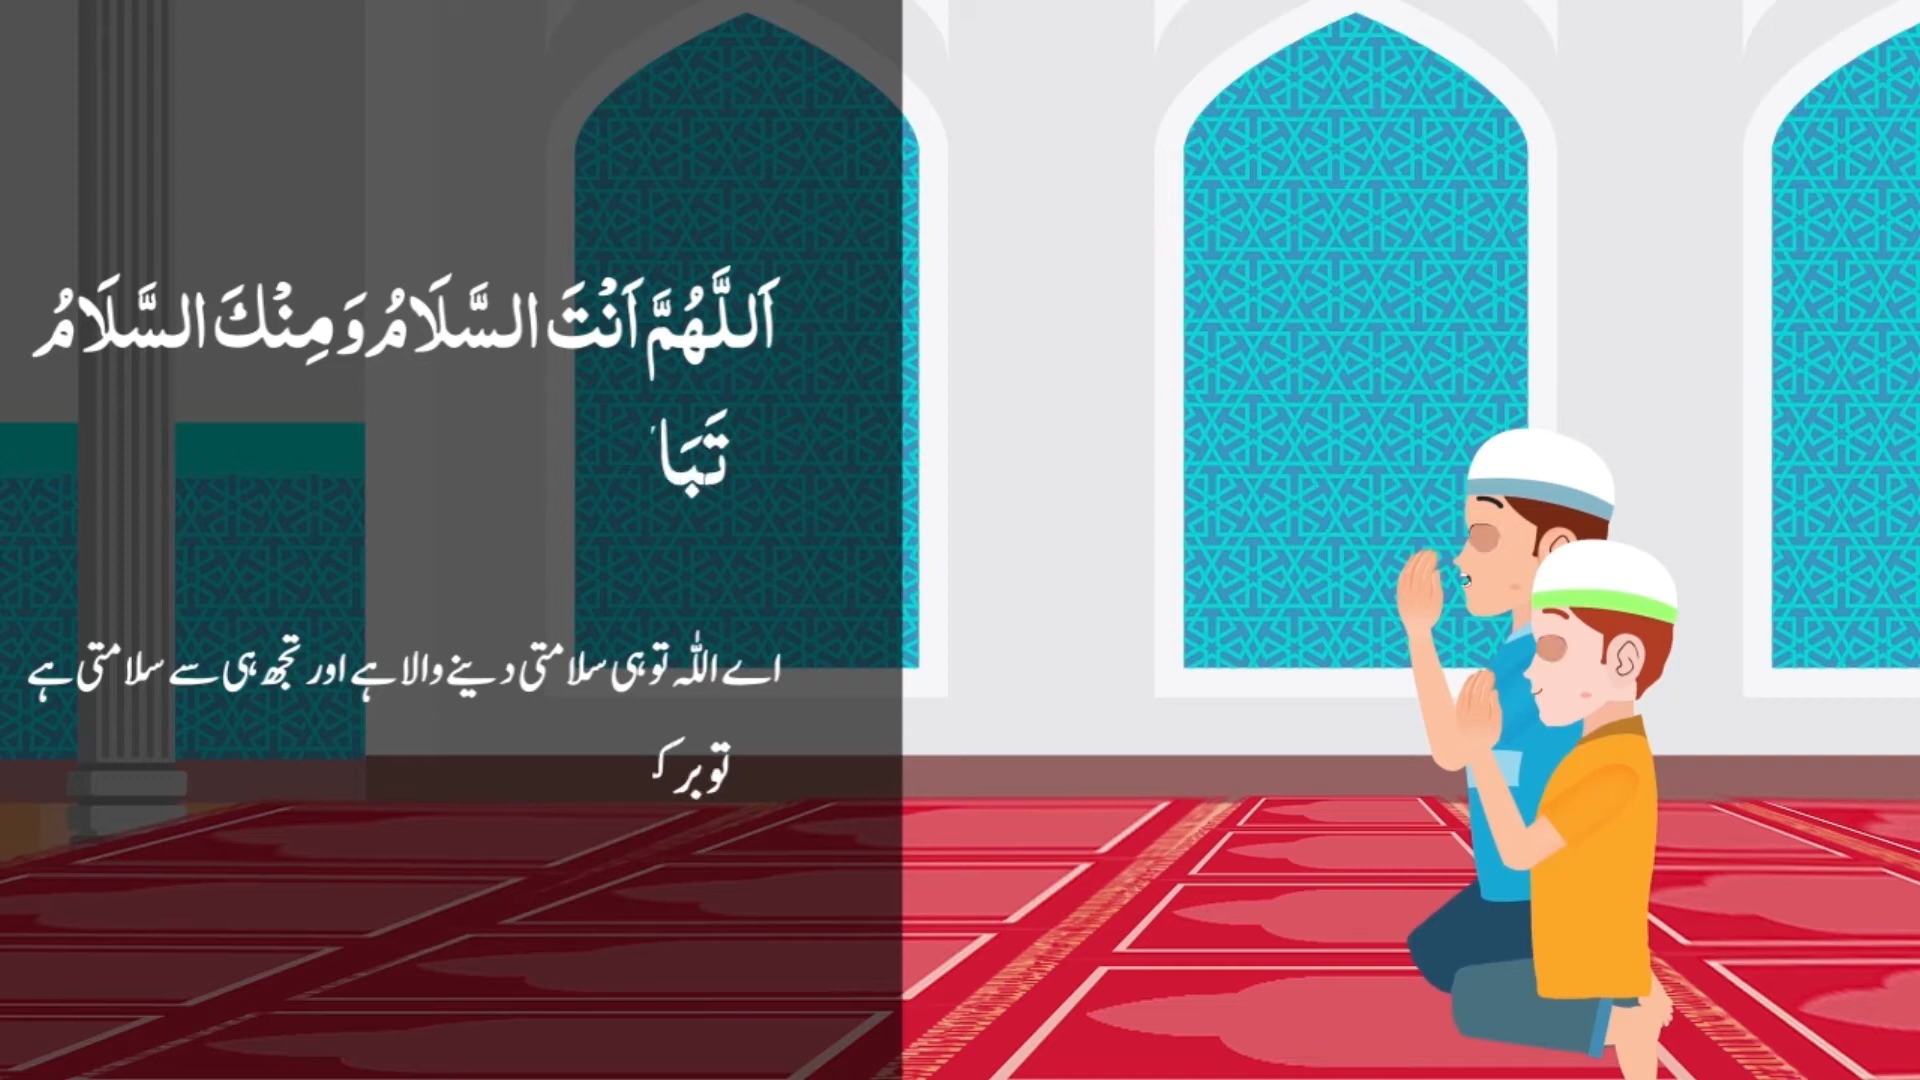 اَللّٰهُمَّ اَنْتَ السَّلَامُ وَمِنْكَ السَّلَامُ
تَبَا
اے اللّٰہ تو ہی سلامتی دینے والا ہے اور تجھ ہی سے سلامتی ہے
تو بر